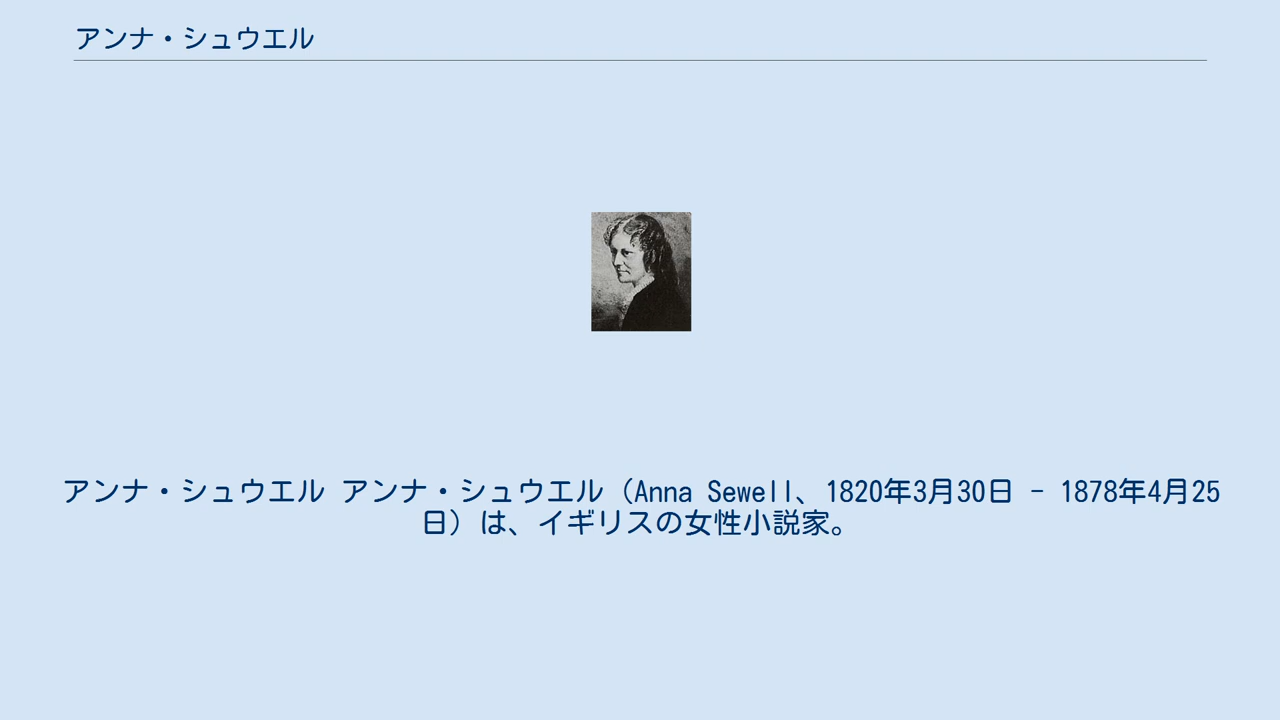 アンナ・シュウエル
アンナ・シュウエル アンナ・シュウエル（Anna Sewell、1820年3月30日 - 1878年4月25
日）は、イギリスの女性小説家。